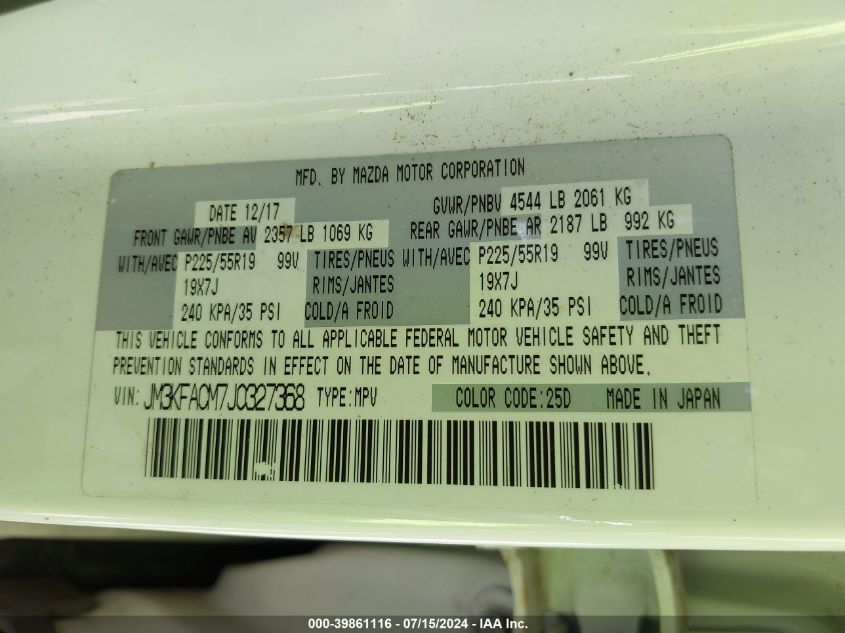 MFD. BY MAZDA MOTOR CORPORATION
DATE 12/17 GVWR/PNBV 4544 LB 2061 KG
FRONT GAWR/PNBE AV 2357 LB 1069 KG REAR GAWR/PNBE AR 2187 LB 992 KG
WITH/AVEC P225/55R19 99V TIRES/PNEUS WITH/AVEC P225/55R19 99V TIRES/PNEUS
19X7J RIMS/JANTES 19X7J RIMS/JANTES
240 KPA/35 PSI COLD/A FROID 240 KPA/35 PSI COLD/A FROID
THIS VEHICLE CONFORMS TO ALL APPLICABLE FEDERAL MOTOR VEHICLE SAFETY AND THEFT
PREVENTION STANDARDS IN EFFECT ON THE DATE OF MANUFACTURE SHOWN ABOVE.
VIN: JM3KFACM7J0327368 TYPE:MPV COLOR CODE:25D MADE IN JAPAN
000-39861116 - 07/15/2024 - IAA Inc.